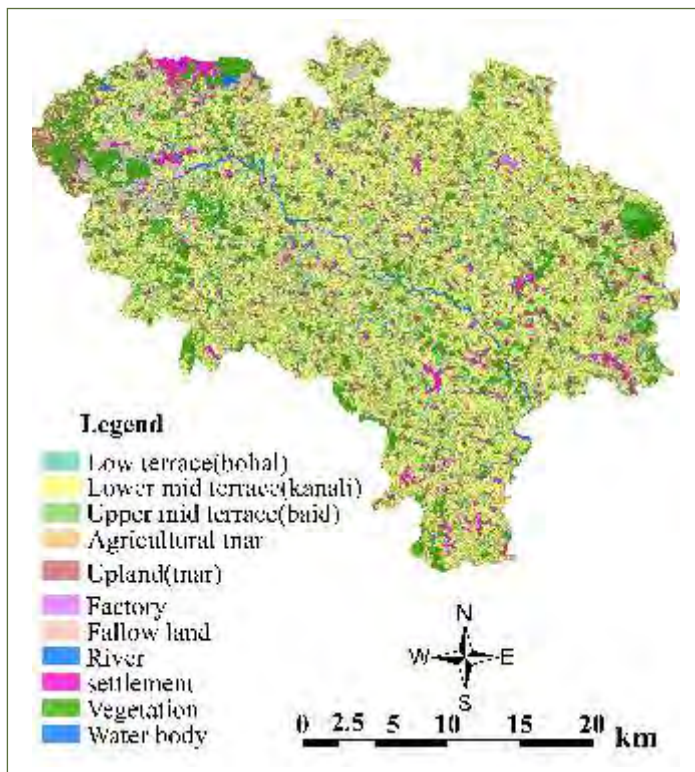 Legend
Low terrace(bohal)
Lower mid terrace(kanali)
Upper mid terrace(baid)
Agricultural tnar
Upland(tnar)
Factory
Fallow land
River
settlement
Vegetation
Water body
N
W E
S
0 2.5 5 10 15 20 km